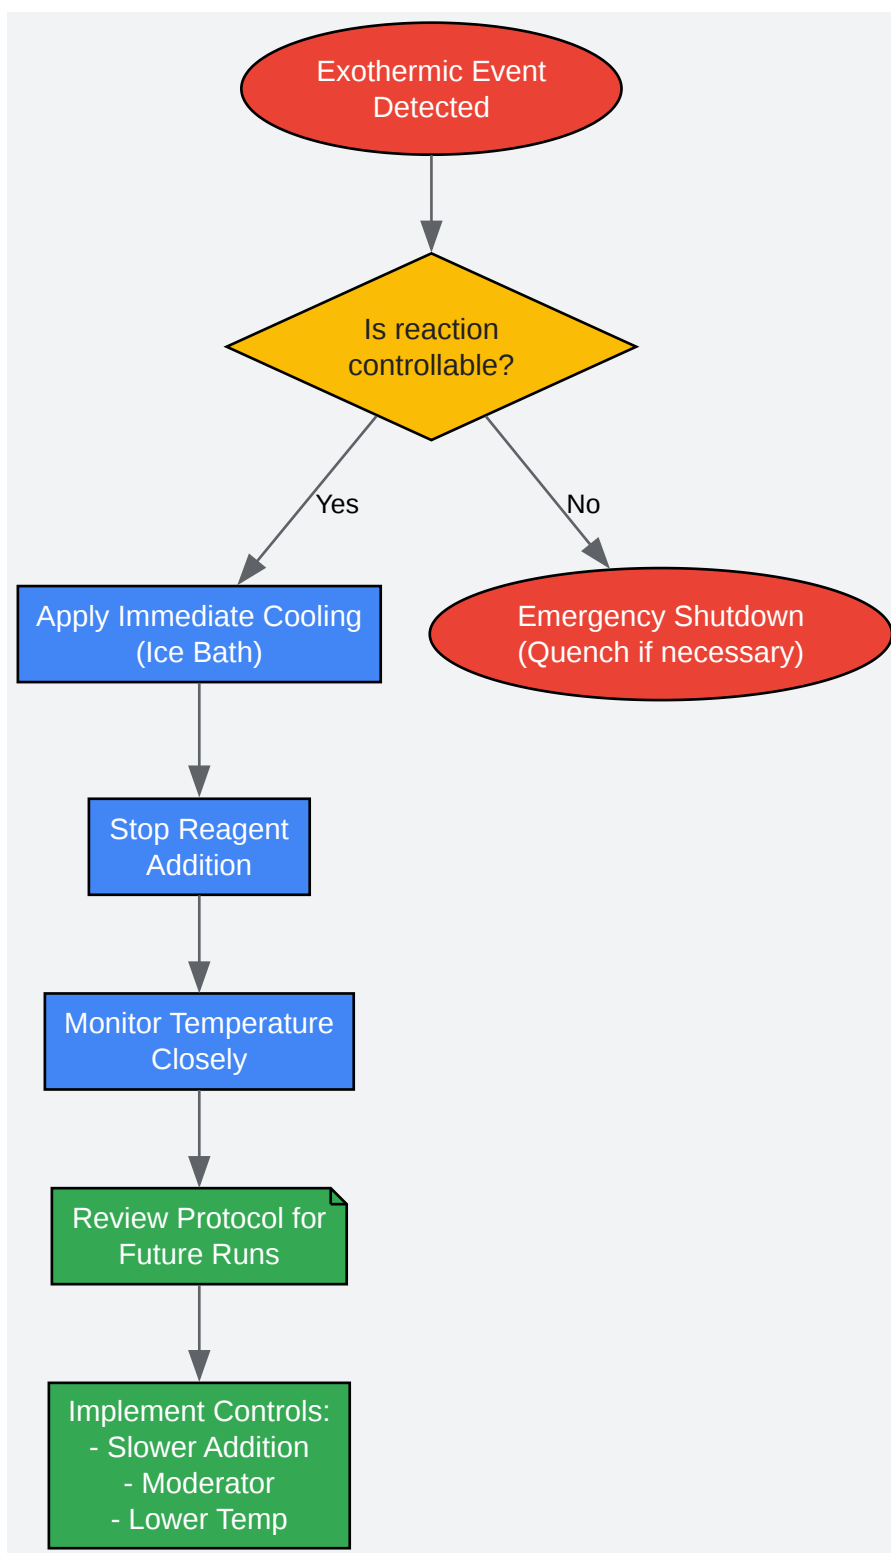 Exothermic Event
Detected
Is reaction
controllable?
Yes
No
Apply Immediate Cooling
(Ice Bath)
Emergency Shutdown
(Quench if necessary)
Stop Reagent
Addition
Monitor Temperature
Closely
Review Protocol for
Future Runs
Implement Controls:
- Slower Addition
- Moderator
- Lower Temp